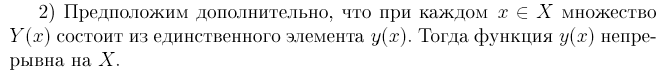 2) Предположим дополнительно, что при каждом x ∈ X множество
Y(x) состоит из единственного элемента y(x). Тогда функция y(x) непре-
рывна на X.